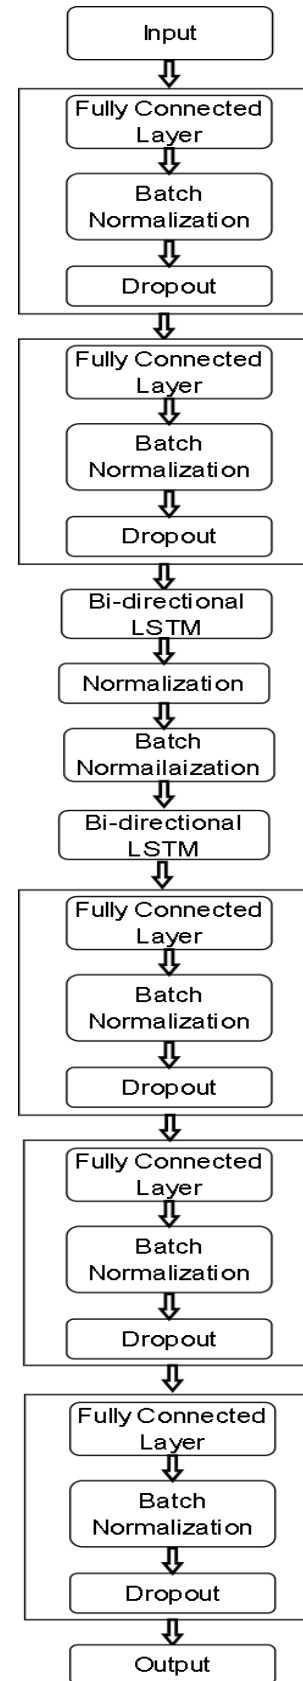 Input
Fully Connected
Layer
Batch
Normalization
Dropout
Fully Connected
Layer
Batch
Normalization
Dropout
Bi-directional
LSTM
Normalization
Batch
Normailaization
Bi-directional
LSTM
Fully Connected
Layer
Batch
Normalization
Dropout
Fully Connected
Layer
Batch
Normalization
Dropout
Fully Connected
Layer
Batch
Normalization
Dropout
Output